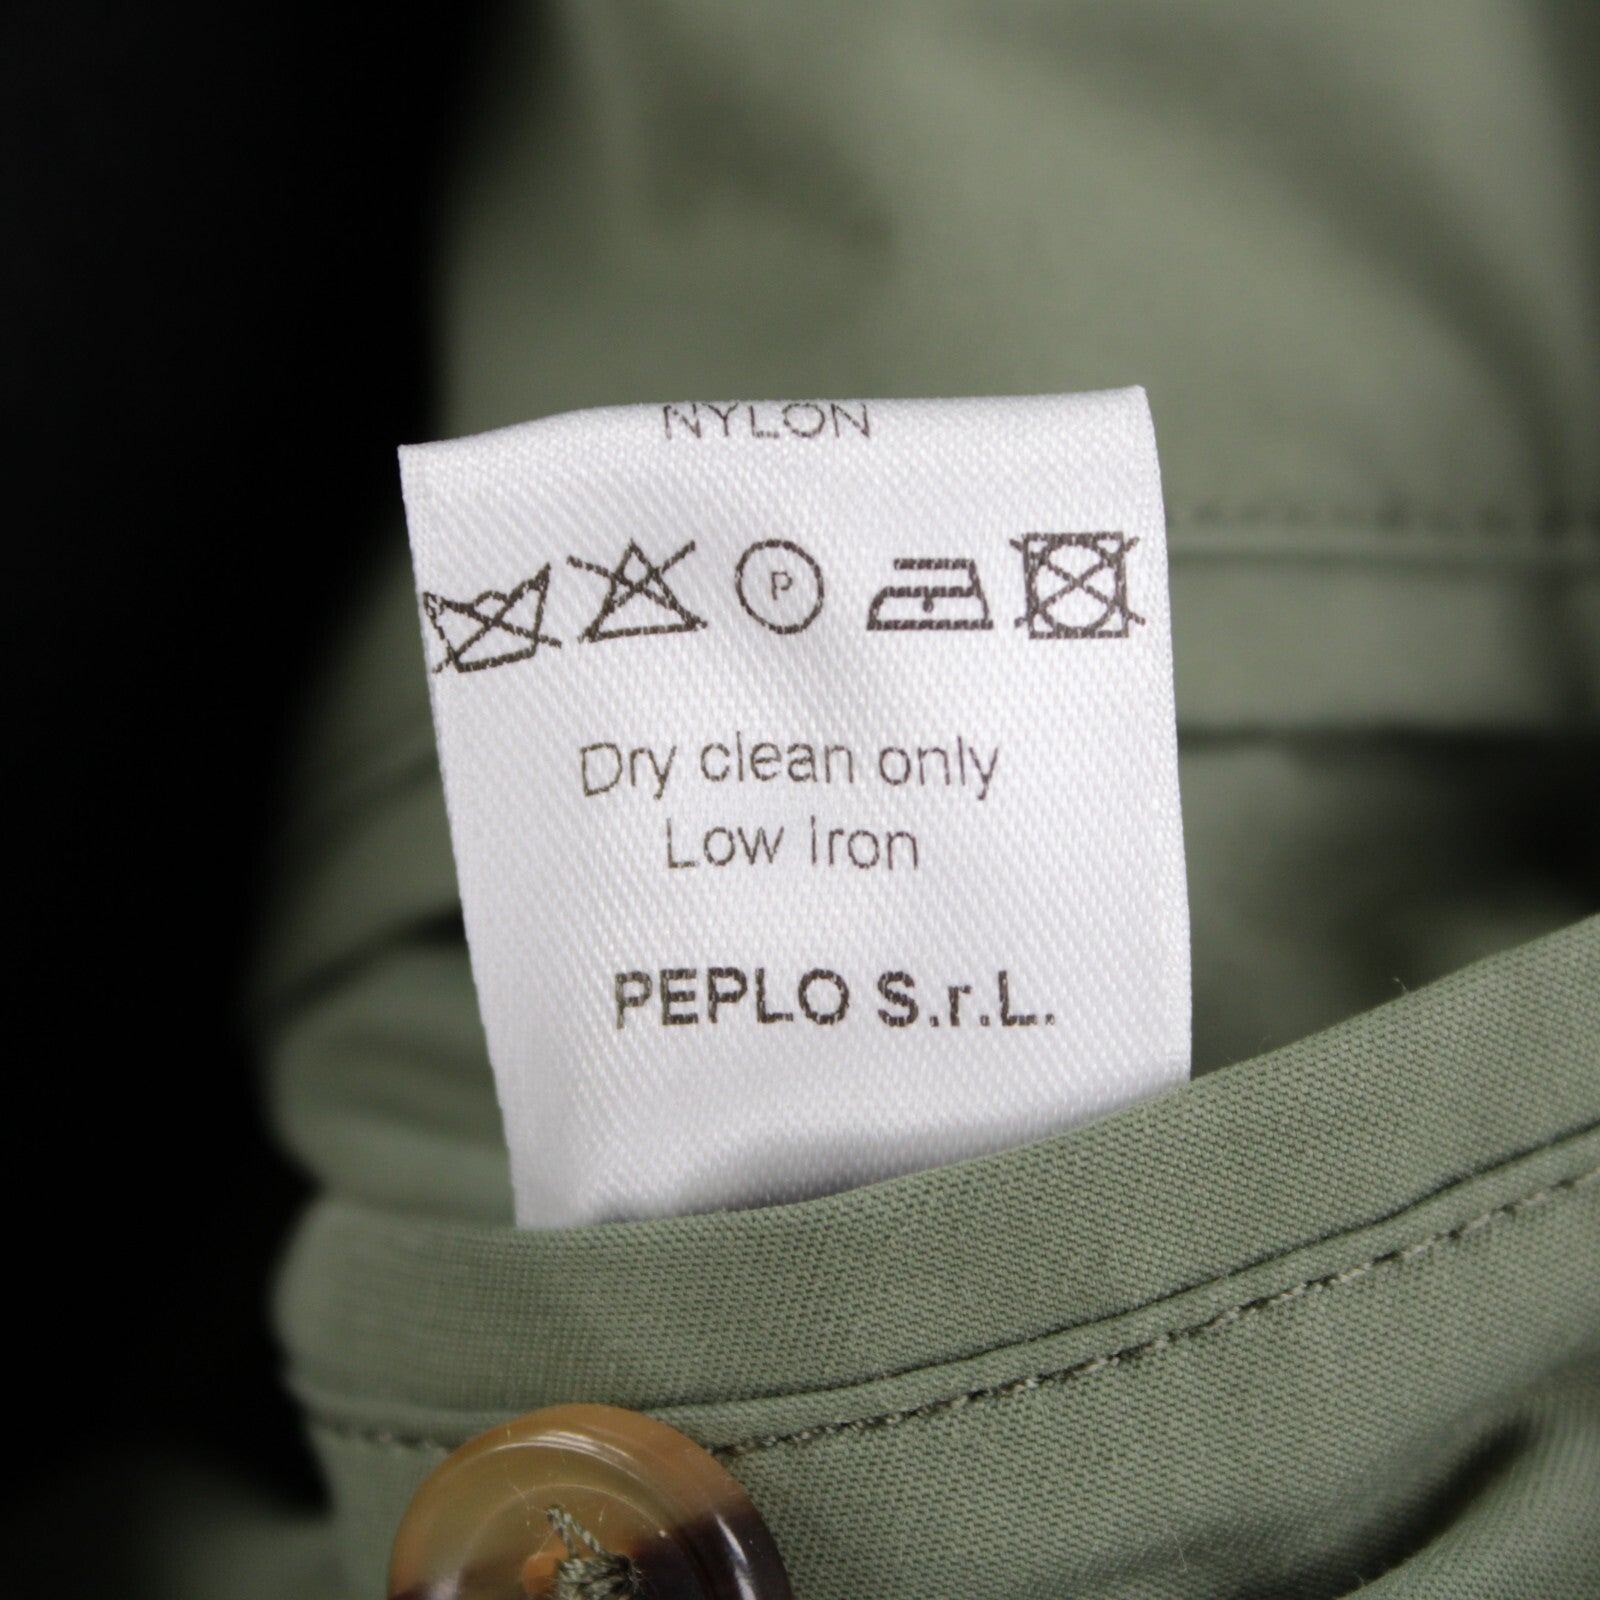 NYLON
P
Dry clean only
Low Iron
PEPLO S.r.L.